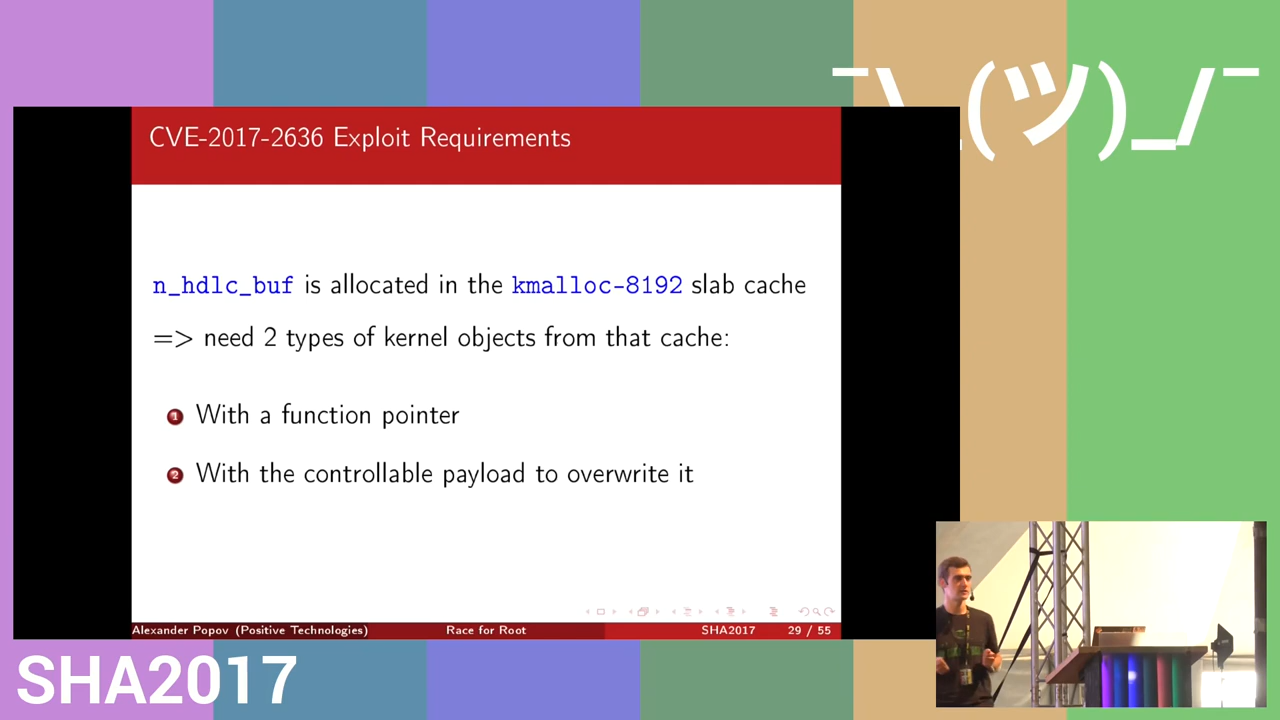 ¯\_(ツ)_/¯
CVE-2017-2636 Exploit Requirements
n_hdlc_buf is allocated in the kmalloc-8192 slab cache
=> need 2 types of kernel objects from that cache:
1 With a function pointer
2 With the controllable payload to overwrite it
Alexander Popov (Positive Technologies) Race for Root SHA2017 29 / 55
SHA2017